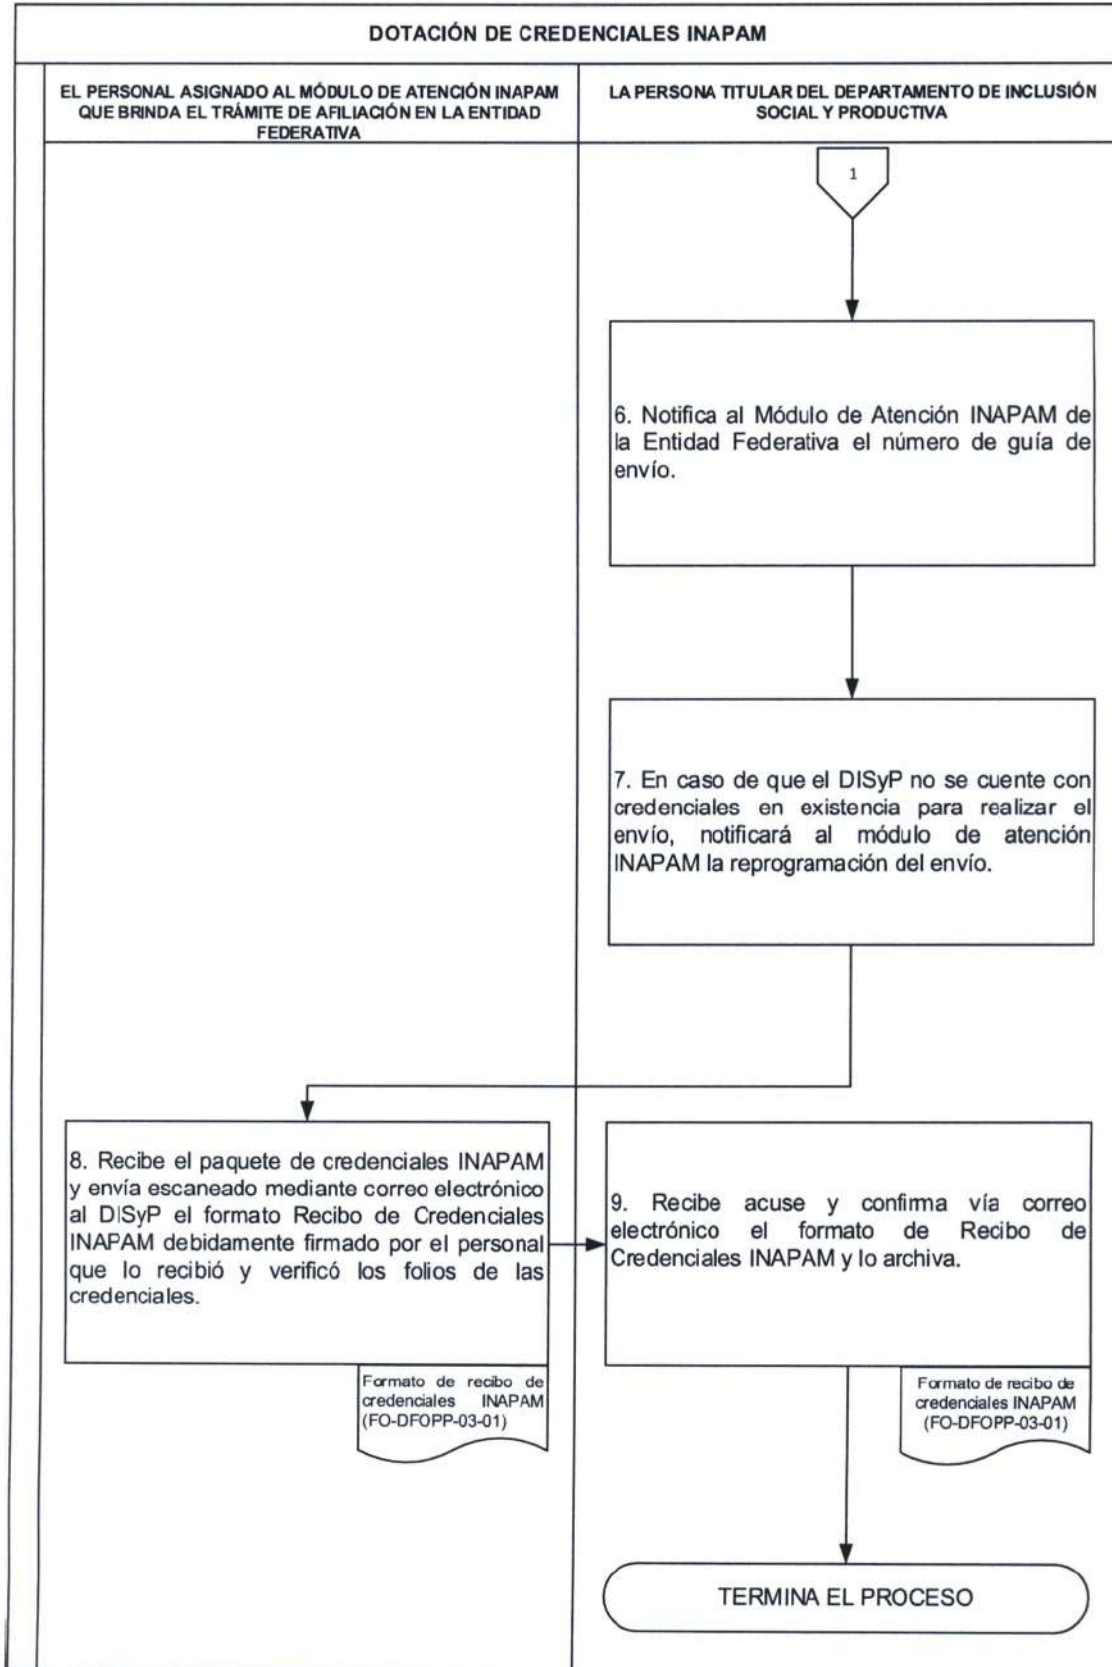 DOTACIÓN DE CREDENCIALES INAPAM
EL PERSONAL ASIGNADO AL MÓDULO DE ATENCIÓN INAPAM
QUE BRINDA EL TRÁMITE DE AFILIACIÓN EN LA ENTIDAD
FEDERATIVA
LA PERSONA TITULAR DEL DEPARTAMENTO DE INCLUSIÓN
SOCIAL Y PRODUCTIVA
1
6. Notifica al Módulo de Atención INAPAM de
la Entidad Federativa el número de guía de
envío.
7. En caso de que el DISyP no se cuente con
credenciales en existencia para realizar el
envío, notificará al módulo de atención
INAPAM la reprogramación del envío.
8. Recibe el paquete de credenciales INAPAM
y envía escaneado mediante correo electrónico
al DISyP el formato Recibo de Credenciales
INAPAM debidamente firmado por el personal
que lo recibió y verificó los folios de las
credenciales.
Formato de recibo de
credenciales INAPAM
(FO-DFOPP-03-01)
9. Recibe acuse y confirma vía correo
electrónico el formato de Recibo de
Credenciales INAPAM y lo archiva.
Formato de recibo de
credenciales INAPAM
(FO-DFOPP-03-01)
TERMINA EL PROCESO